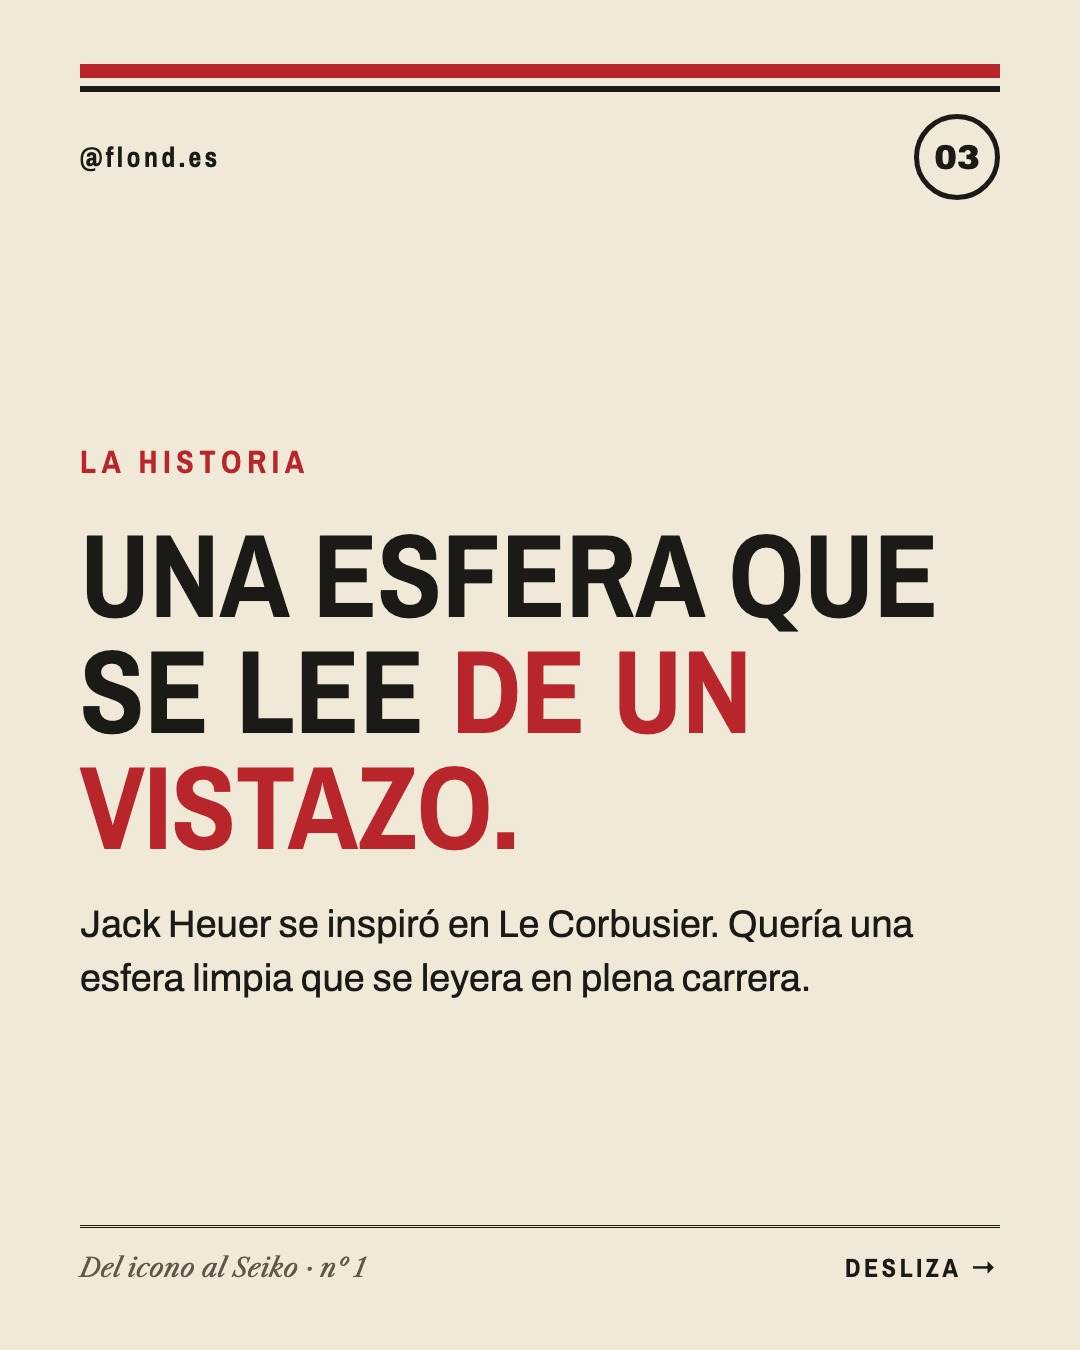 @flond.es
03
LA HISTORIA
UNA ESFERA QUE
SE LEE DE UN
VISTAZO.
Jack Heuer se inspiró en Le Corbusier. Quería una
esfera limpia que se leyera en plena carrera.
Del icono al Seiko · nº 1
DESLIZA →